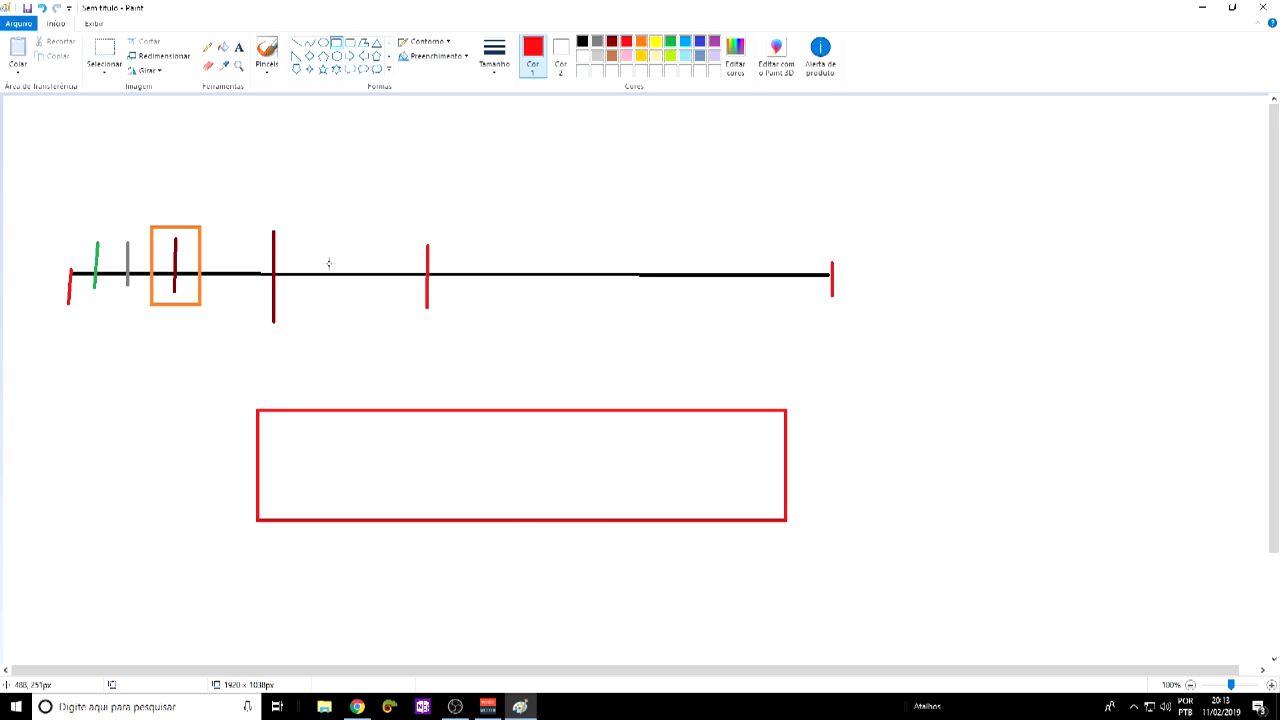 Sem título - Paint
Arquivo Início Exibir
Colar
Recortar
Copiar
Área de Transferência
Selecionar
Cortar
Redimensionar
Girar
Imagem
Ferramentas
Pincéis
Contorno
Preenchimento
Formas
Tamanho
Cor 1
Cor 2
Editar cores
Editar com o Paint 3D
Alerta de produto
Cores
488, 251px
1920 × 1038px
100%
Digite aqui para pesquisar
Atalhos
POR
PTB
20:13
11/02/2019